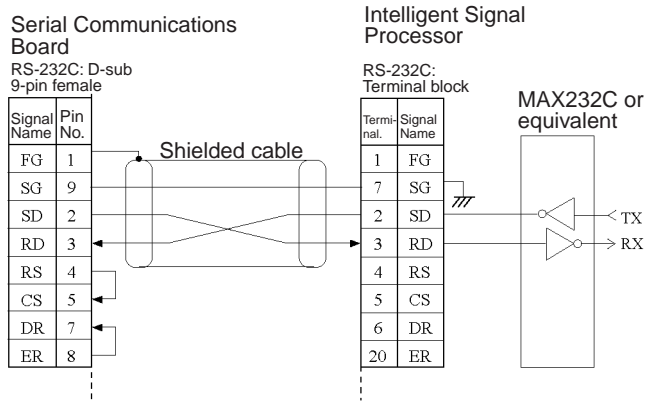 Serial Communications
Board
RS-232C: D-sub
9-pin female
Signal Name Pin No.
FG 1
SG 9
SD 2
RD 3
RS 4
CS 5
DR 7
ER 8
Shielded cable
Intelligent Signal
Processor
RS-232C:
Terminal block
Termi-nal. Signal Name
1 FG
7 SG
2 SD
3 RD
4 RS
5 CS
6 DR
20 ER
MAX232C or
equivalent
TX
RX